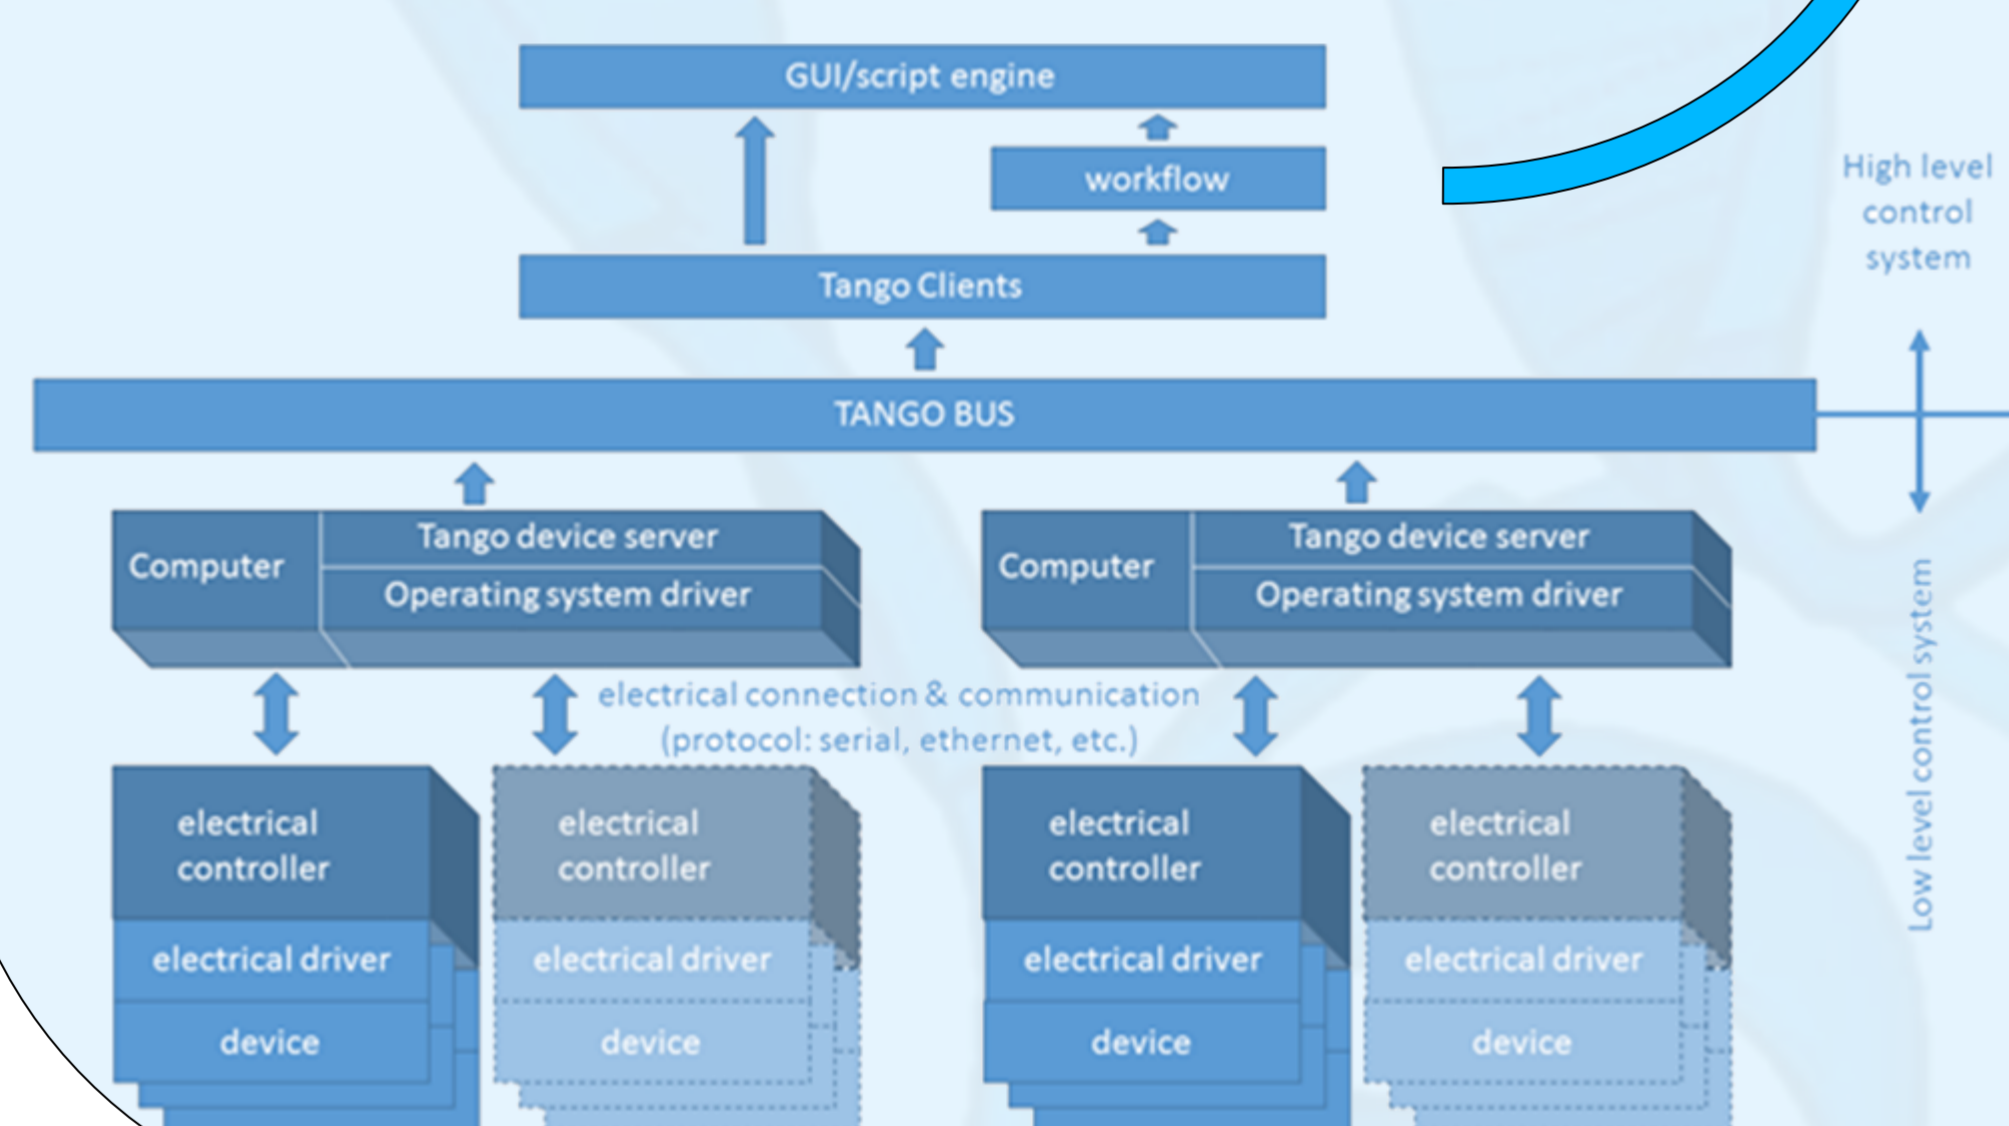 GUI/script engine
workflow
High level
control
system
Tango Clients
TANGO BUS
Computer
Tango device server
Operating system driver
Computer
Tango device server
Operating system driver
electrical connection & communication
(protocol: serial, ethernet, etc.)
Low level control system
electrical
controller
electrical driver
device
electrical
controller
electrical driver
device
electrical
controller
electrical driver
device
electrical
controller
electrical driver
device